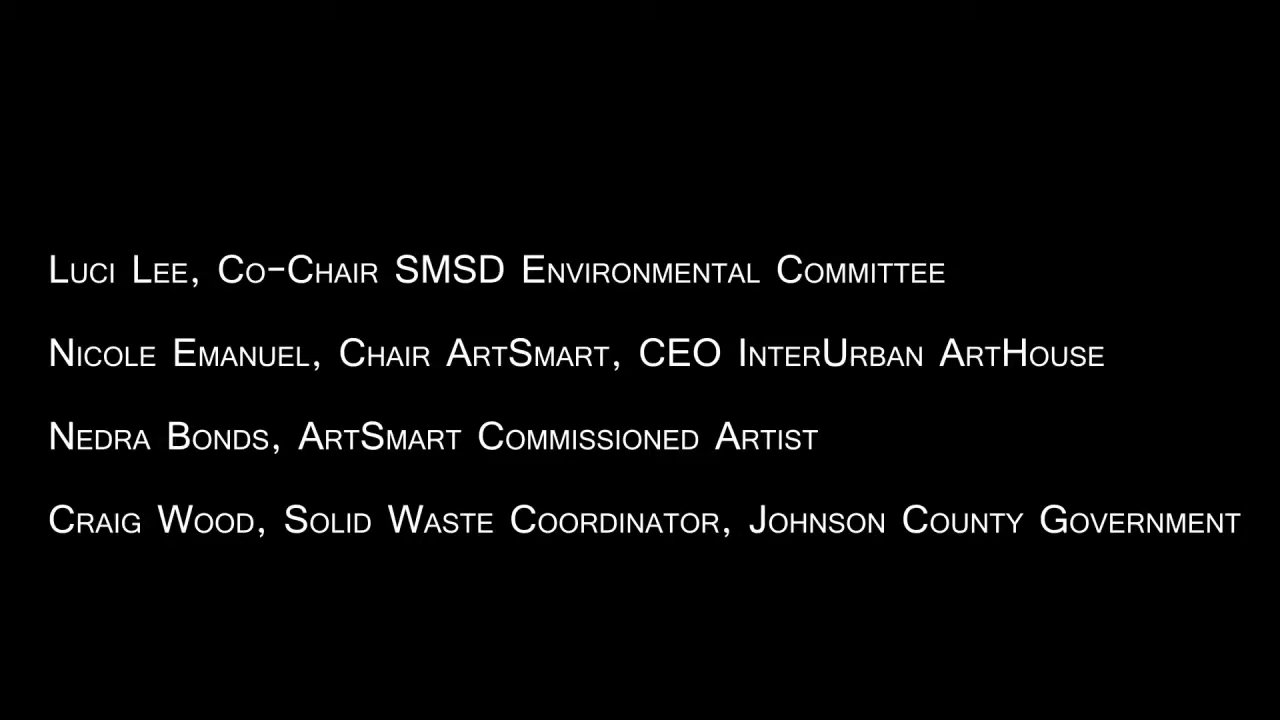 Luci Lee, Co-Chair SMSD Environmental Committee
Nicole Emanuel, Chair ArtSmart, CEO InterUrban ArtHouse
Nedra Bonds, ArtSmart Commissioned Artist
Craig Wood, Solid Waste Coordinator, Johnson County Government